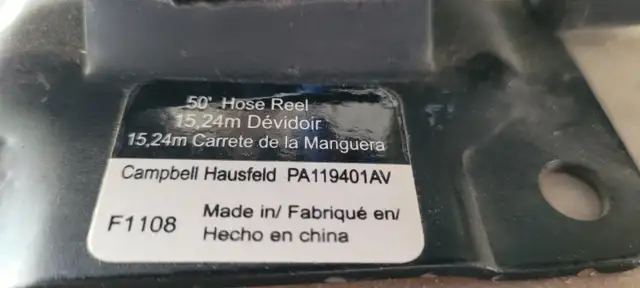 50' Hose Reel
15,24m Dévidoir
15,24m Carrete de la Manguera
Campbell Hausfeld PA119401AV
F1108
Made in/ Fabriqué en/
Hecho en china